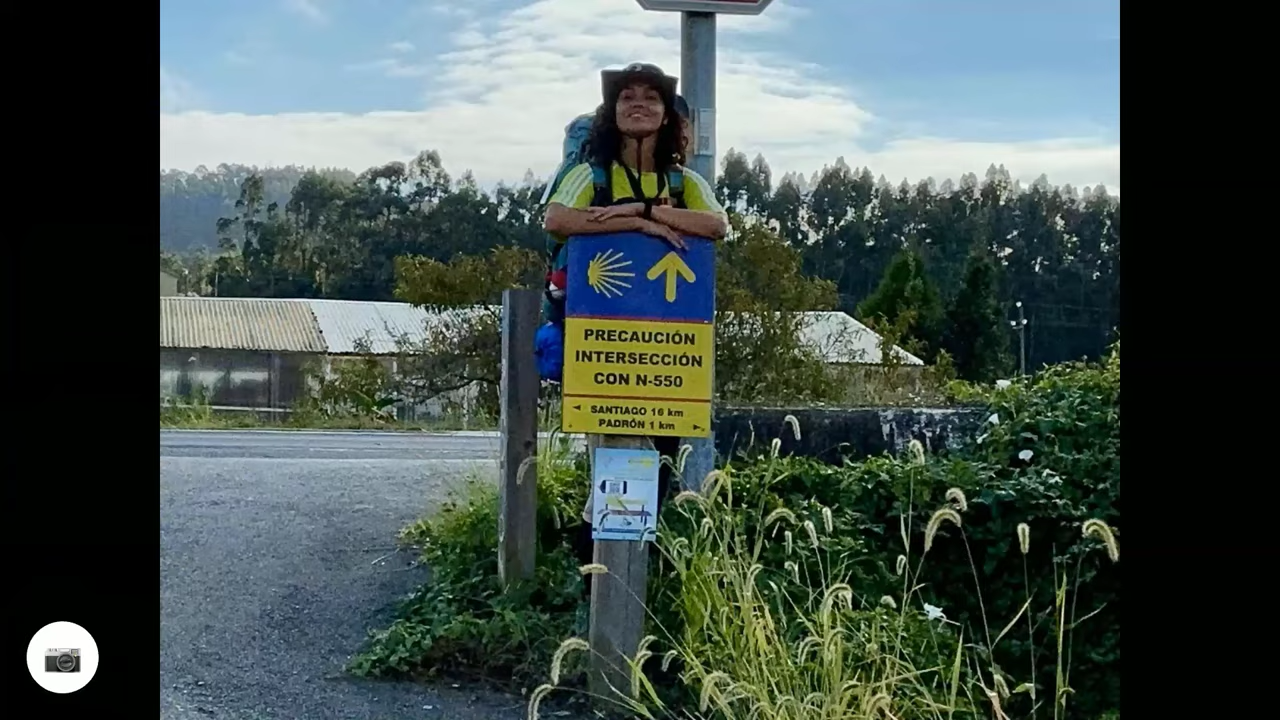 PRECAUCIÓN
INTERSECCIÓN
CON N-550
SANTIAGO 16 km
PADRÓN 1 km